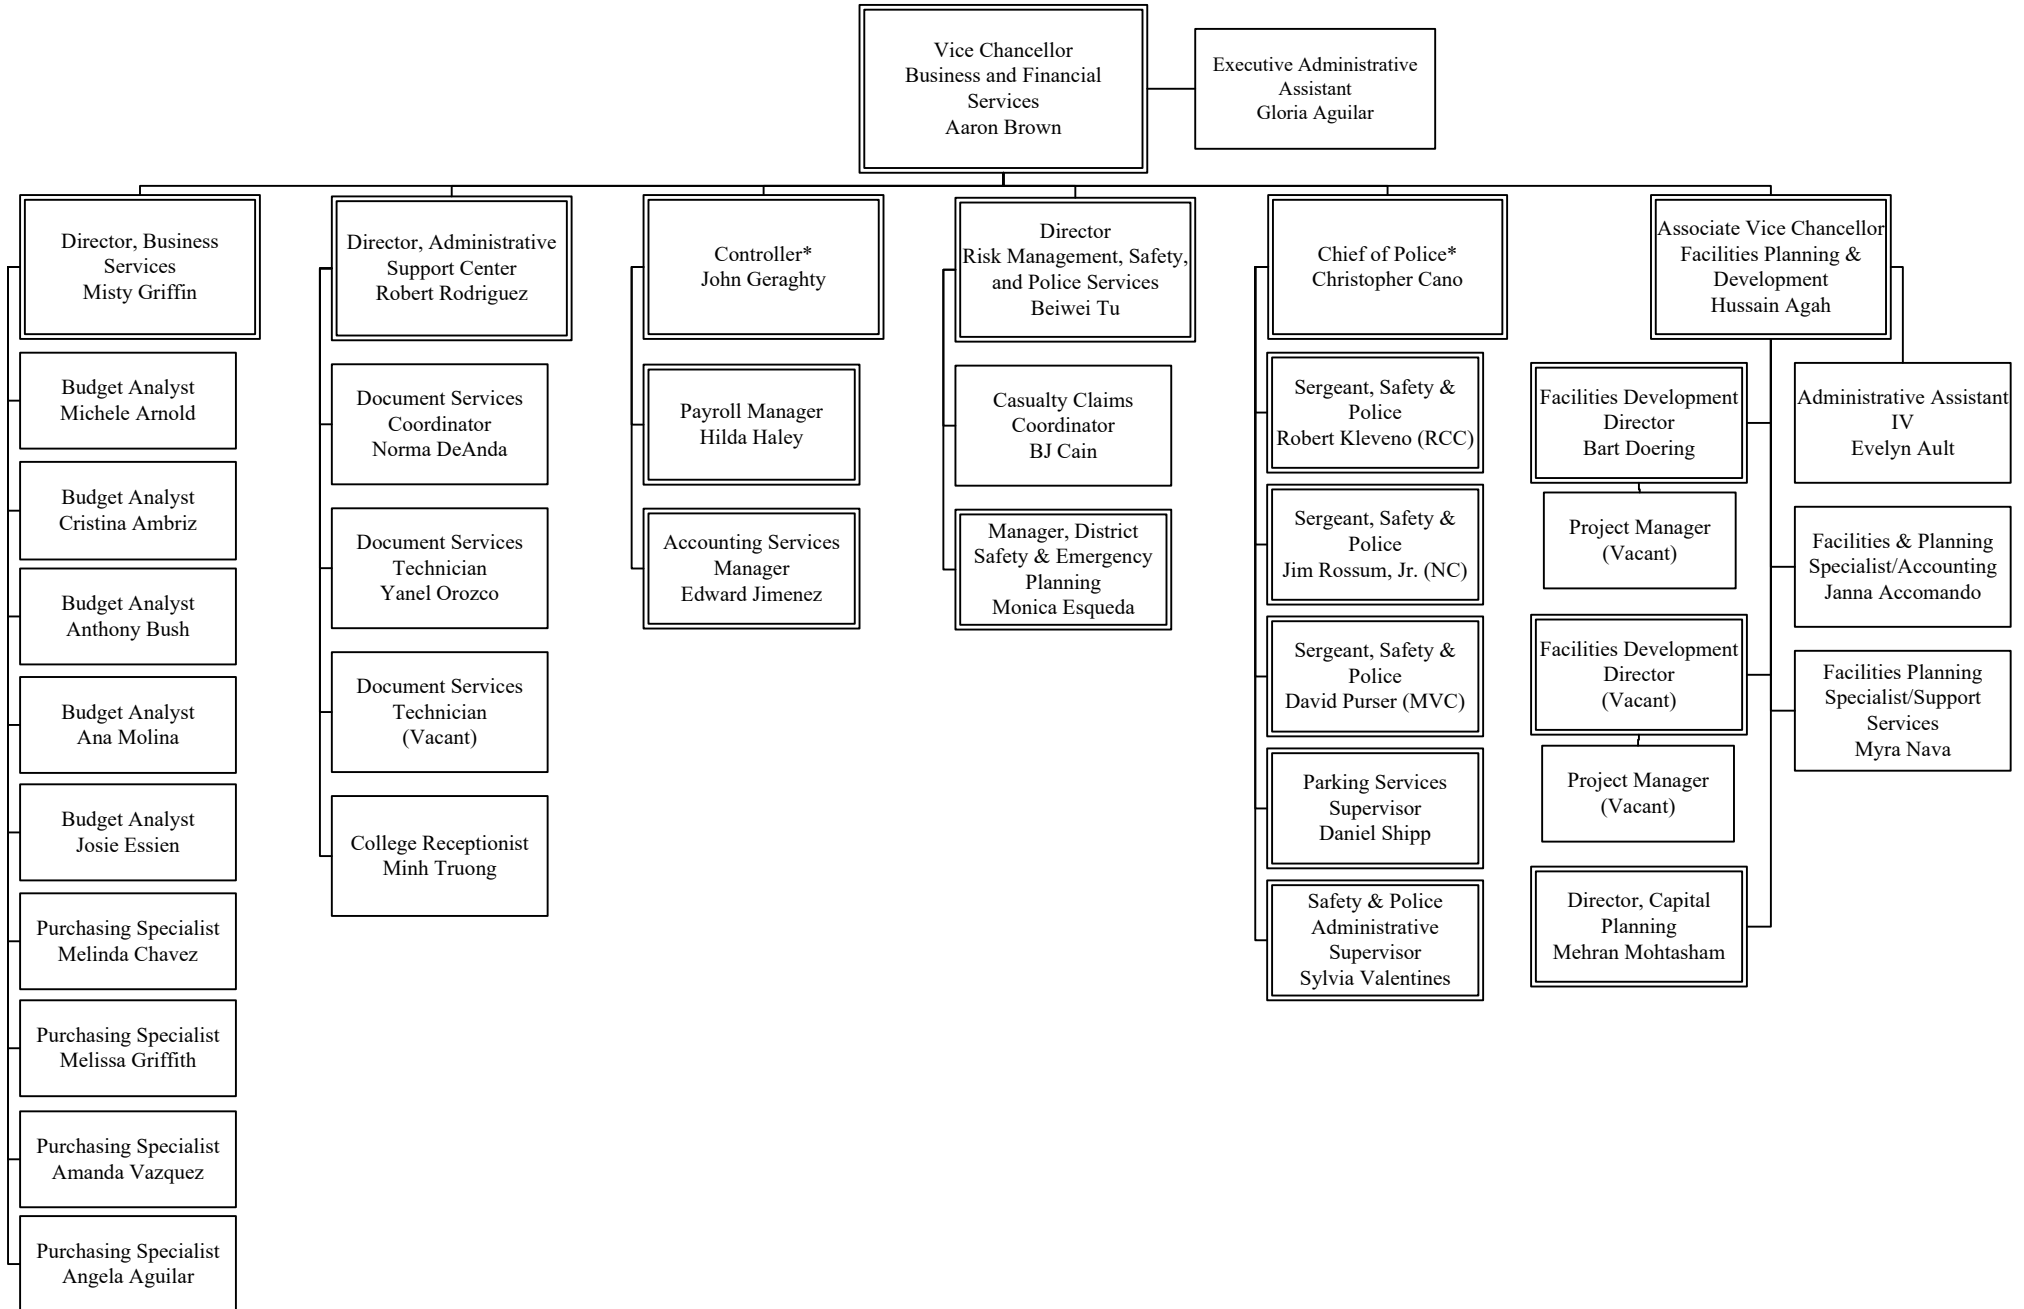 Vice Chancellor
Business and Financial
Services
Aaron Brown
Executive Administrative
Assistant
Gloria Aguilar
Director, Business
Services
Misty Griffin
Budget Analyst
Michele Arnold
Budget Analyst
Cristina Ambriz
Budget Analyst
Anthony Bush
Budget Analyst
Ana Molina
Budget Analyst
Josie Essien
Purchasing Specialist
Melinda Chavez
Purchasing Specialist
Melissa Griffith
Purchasing Specialist
Amanda Vazquez
Purchasing Specialist
Angela Aguilar
Director, Administrative
Support Center
Robert Rodriguez
Document Services
Coordinator
Norma DeAnda
Document Services
Technician
Yanel Orozco
Document Services
Technician
(Vacant)
College Receptionist
Minh Truong
Controller*
John Geraghty
Payroll Manager
Hilda Haley
Accounting Services
Manager
Edward Jimenez
Director
Risk Management, Safety,
and Police Services
Beiwei Tu
Casualty Claims
Coordinator
BJ Cain
Manager, District
Safety & Emergency
Planning
Monica Esqueda
Chief of Police*
Christopher Cano
Sergeant, Safety &
Police
Robert Kleveno (RCC)
Sergeant, Safety &
Police
Jim Rossum, Jr. (NC)
Sergeant, Safety &
Police
David Purser (MVC)
Parking Services
Supervisor
Daniel Shipp
Safety & Police
Administrative
Supervisor
Sylvia Valentines
Associate Vice Chancellor
Facilities Planning &
Development
Hussain Agah
Facilities Development
Director
Bart Doering
Project Manager
(Vacant)
Facilities Development
Director
(Vacant)
Project Manager
(Vacant)
Director, Capital
Planning
Mehran Mohtasham
Administrative Assistant
IV
Evelyn Ault
Facilities & Planning
Specialist/Accounting
Janna Accomando
Facilities Planning
Specialist/Support
Services
Myra Nava